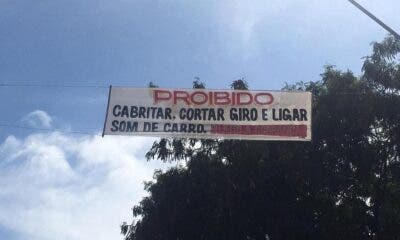 PROIBIDO
CABRITAR, CORTAR GIRO E LIGAR
SOM DE CARRO.